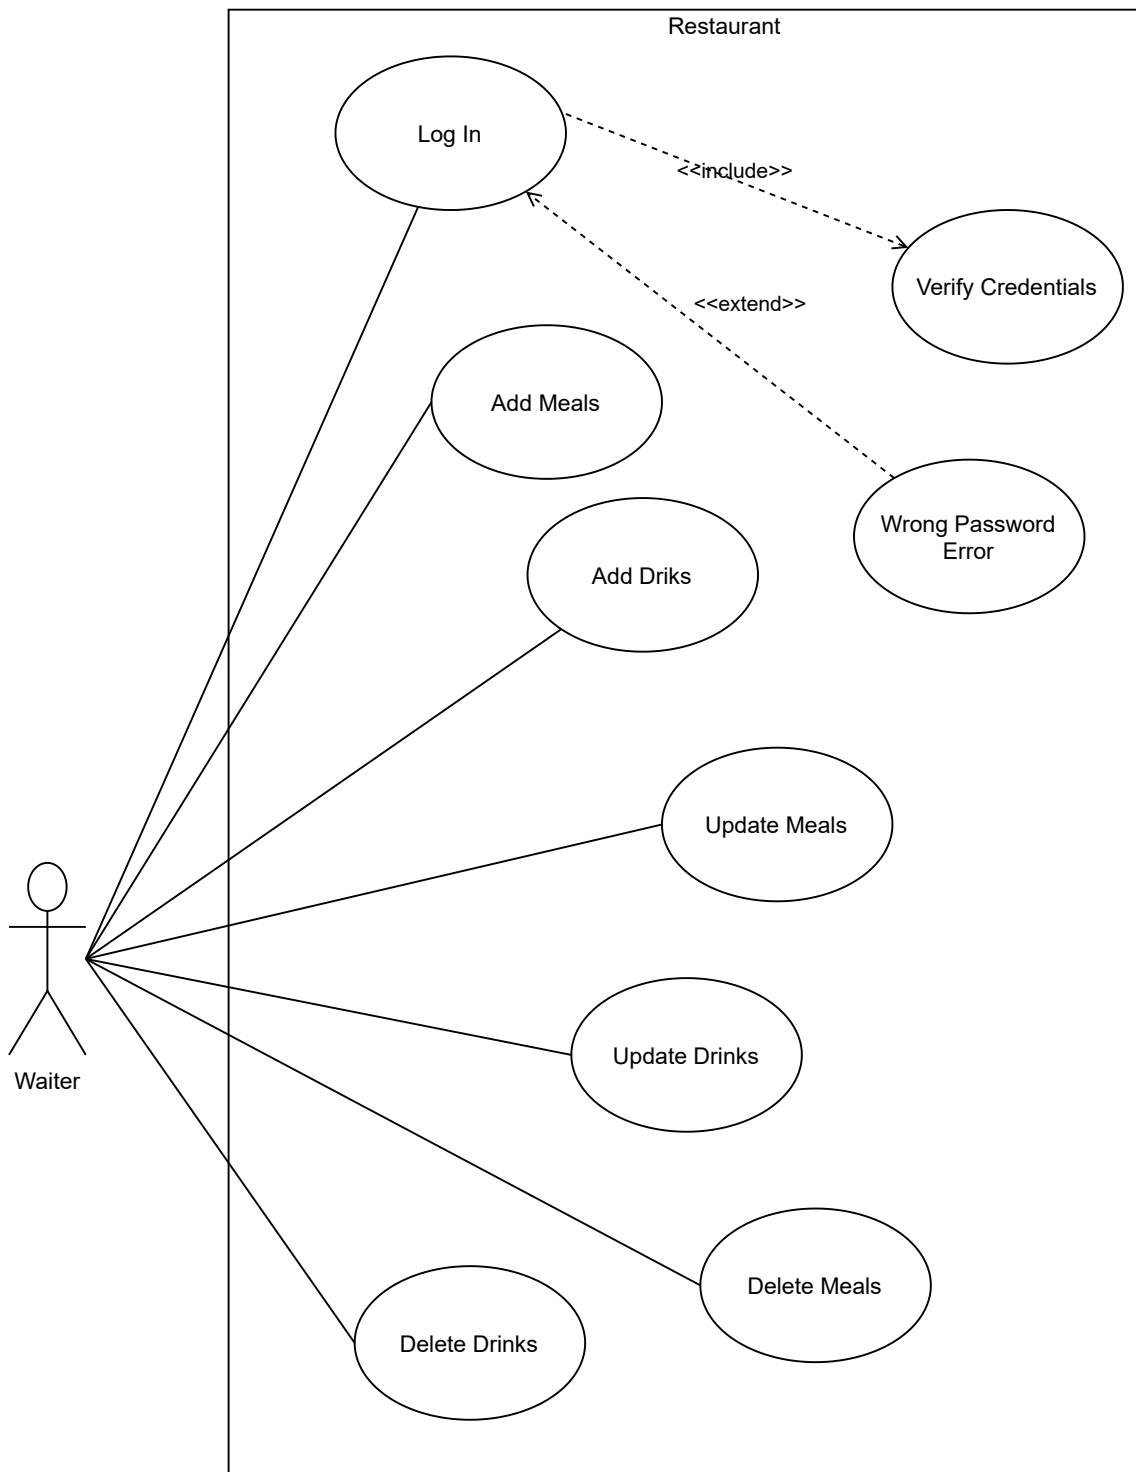 Restaurant
Log In
<<include>>
Verify Credentials
<<extend>>
Add Meals
Wrong Password
Error
Add Driks
Update Meals
Update Drinks
Waiter
Delete Meals
Delete Drinks